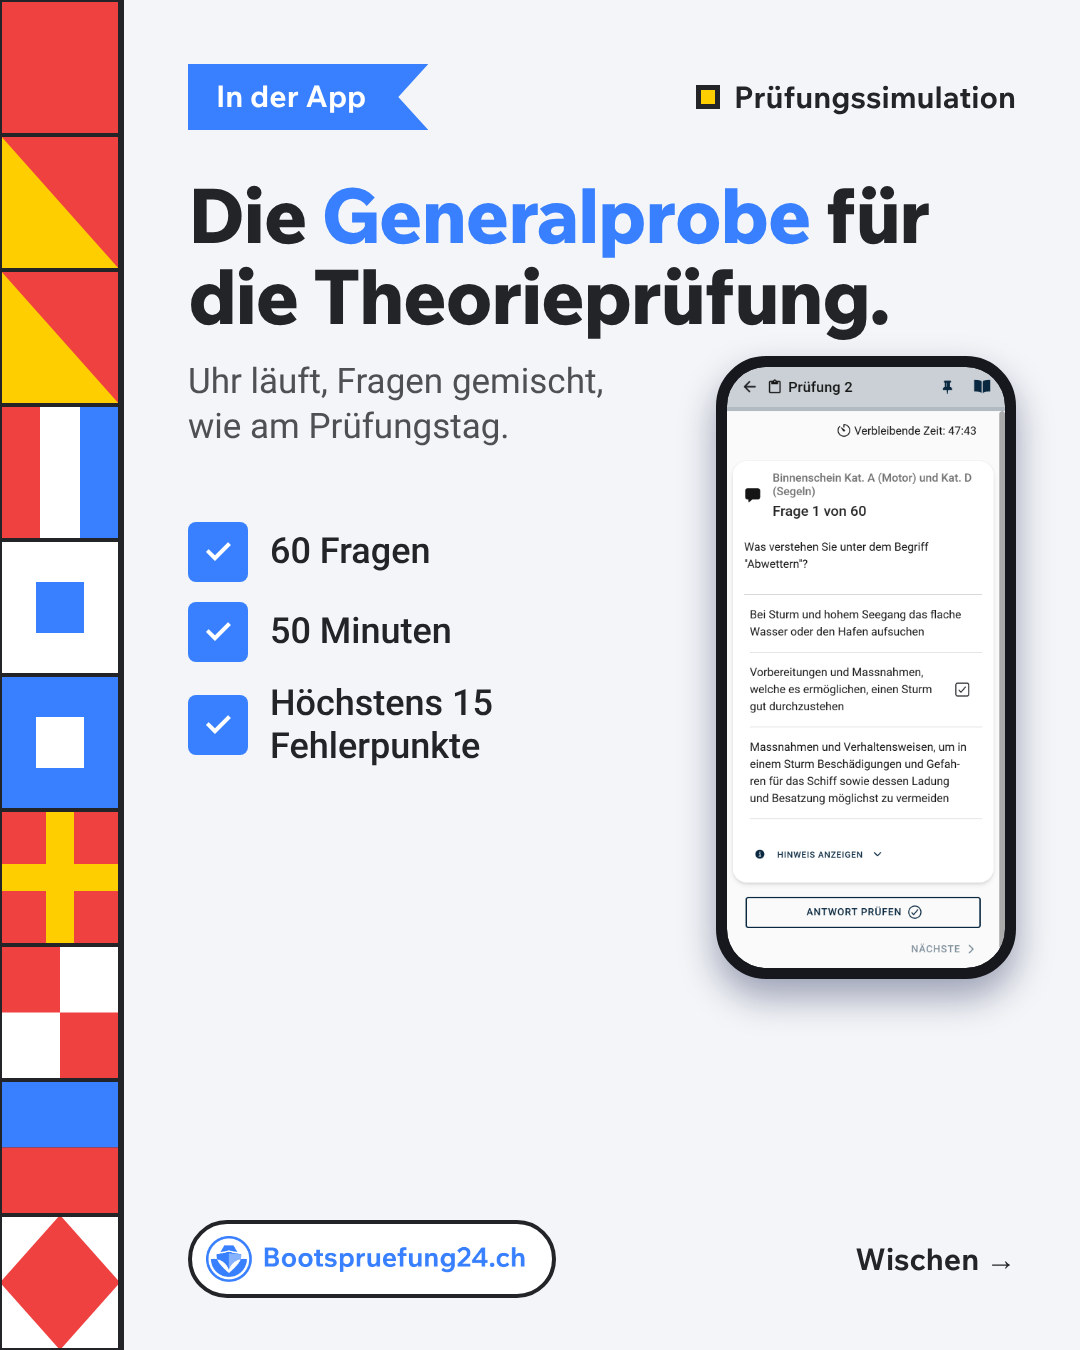 In der App
Prüfungssimulation
Die Generalprobe für
die Theorieprüfung.
Uhr läuft, Fragen gemischt,
wie am Prüfungstag.
60 Fragen
50 Minuten
Höchstens 15
Fehlerpunkte
Prüfung 2
Verbleibende Zeit: 47:43
Binnenschein Kat. A (Motor) und Kat. D
(Segeln)
Frage 1 von 60
Was verstehen Sie unter dem Begriff
"Abwettern"?
Bei Sturm und hohem Seegang das flache
Wasser oder den Hafen aufsuchen
Vorbereitungen und Massnahmen,
welche es ermöglichen, einen Sturm
gut durchzustehen
Massnahmen und Verhaltensweisen, um in
einem Sturm Beschädigungen und Gefah-
ren für das Schiff sowie dessen Ladung
und Besatzung möglichst zu vermeiden
HINWEIS ANZEIGEN
ANTWORT PRÜFEN
NÄCHSTE
Bootspruefung24.ch
Wischen →